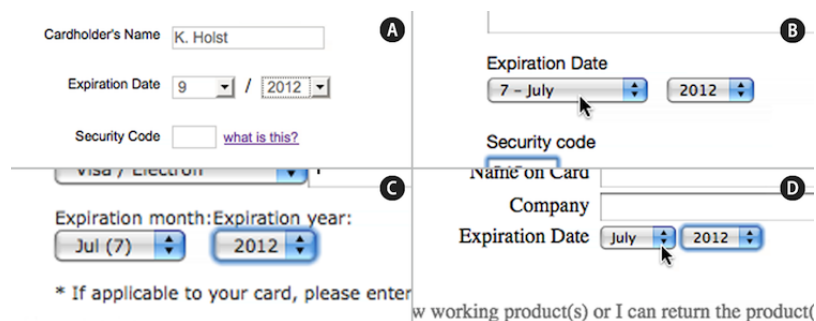 A
Cardholder's Name K. Holst
Expiration Date 9 / 2012
Security Code what is this?
B
Expiration Date
7 - July 2012
Security code
C
Visa / Electron
Expiration month: Expiration year:
Jul (7) 2012
* If applicable to your card, please enter
D
Name on Card
Company
Expiration Date July 2012
w working product(s) or I can return the product(